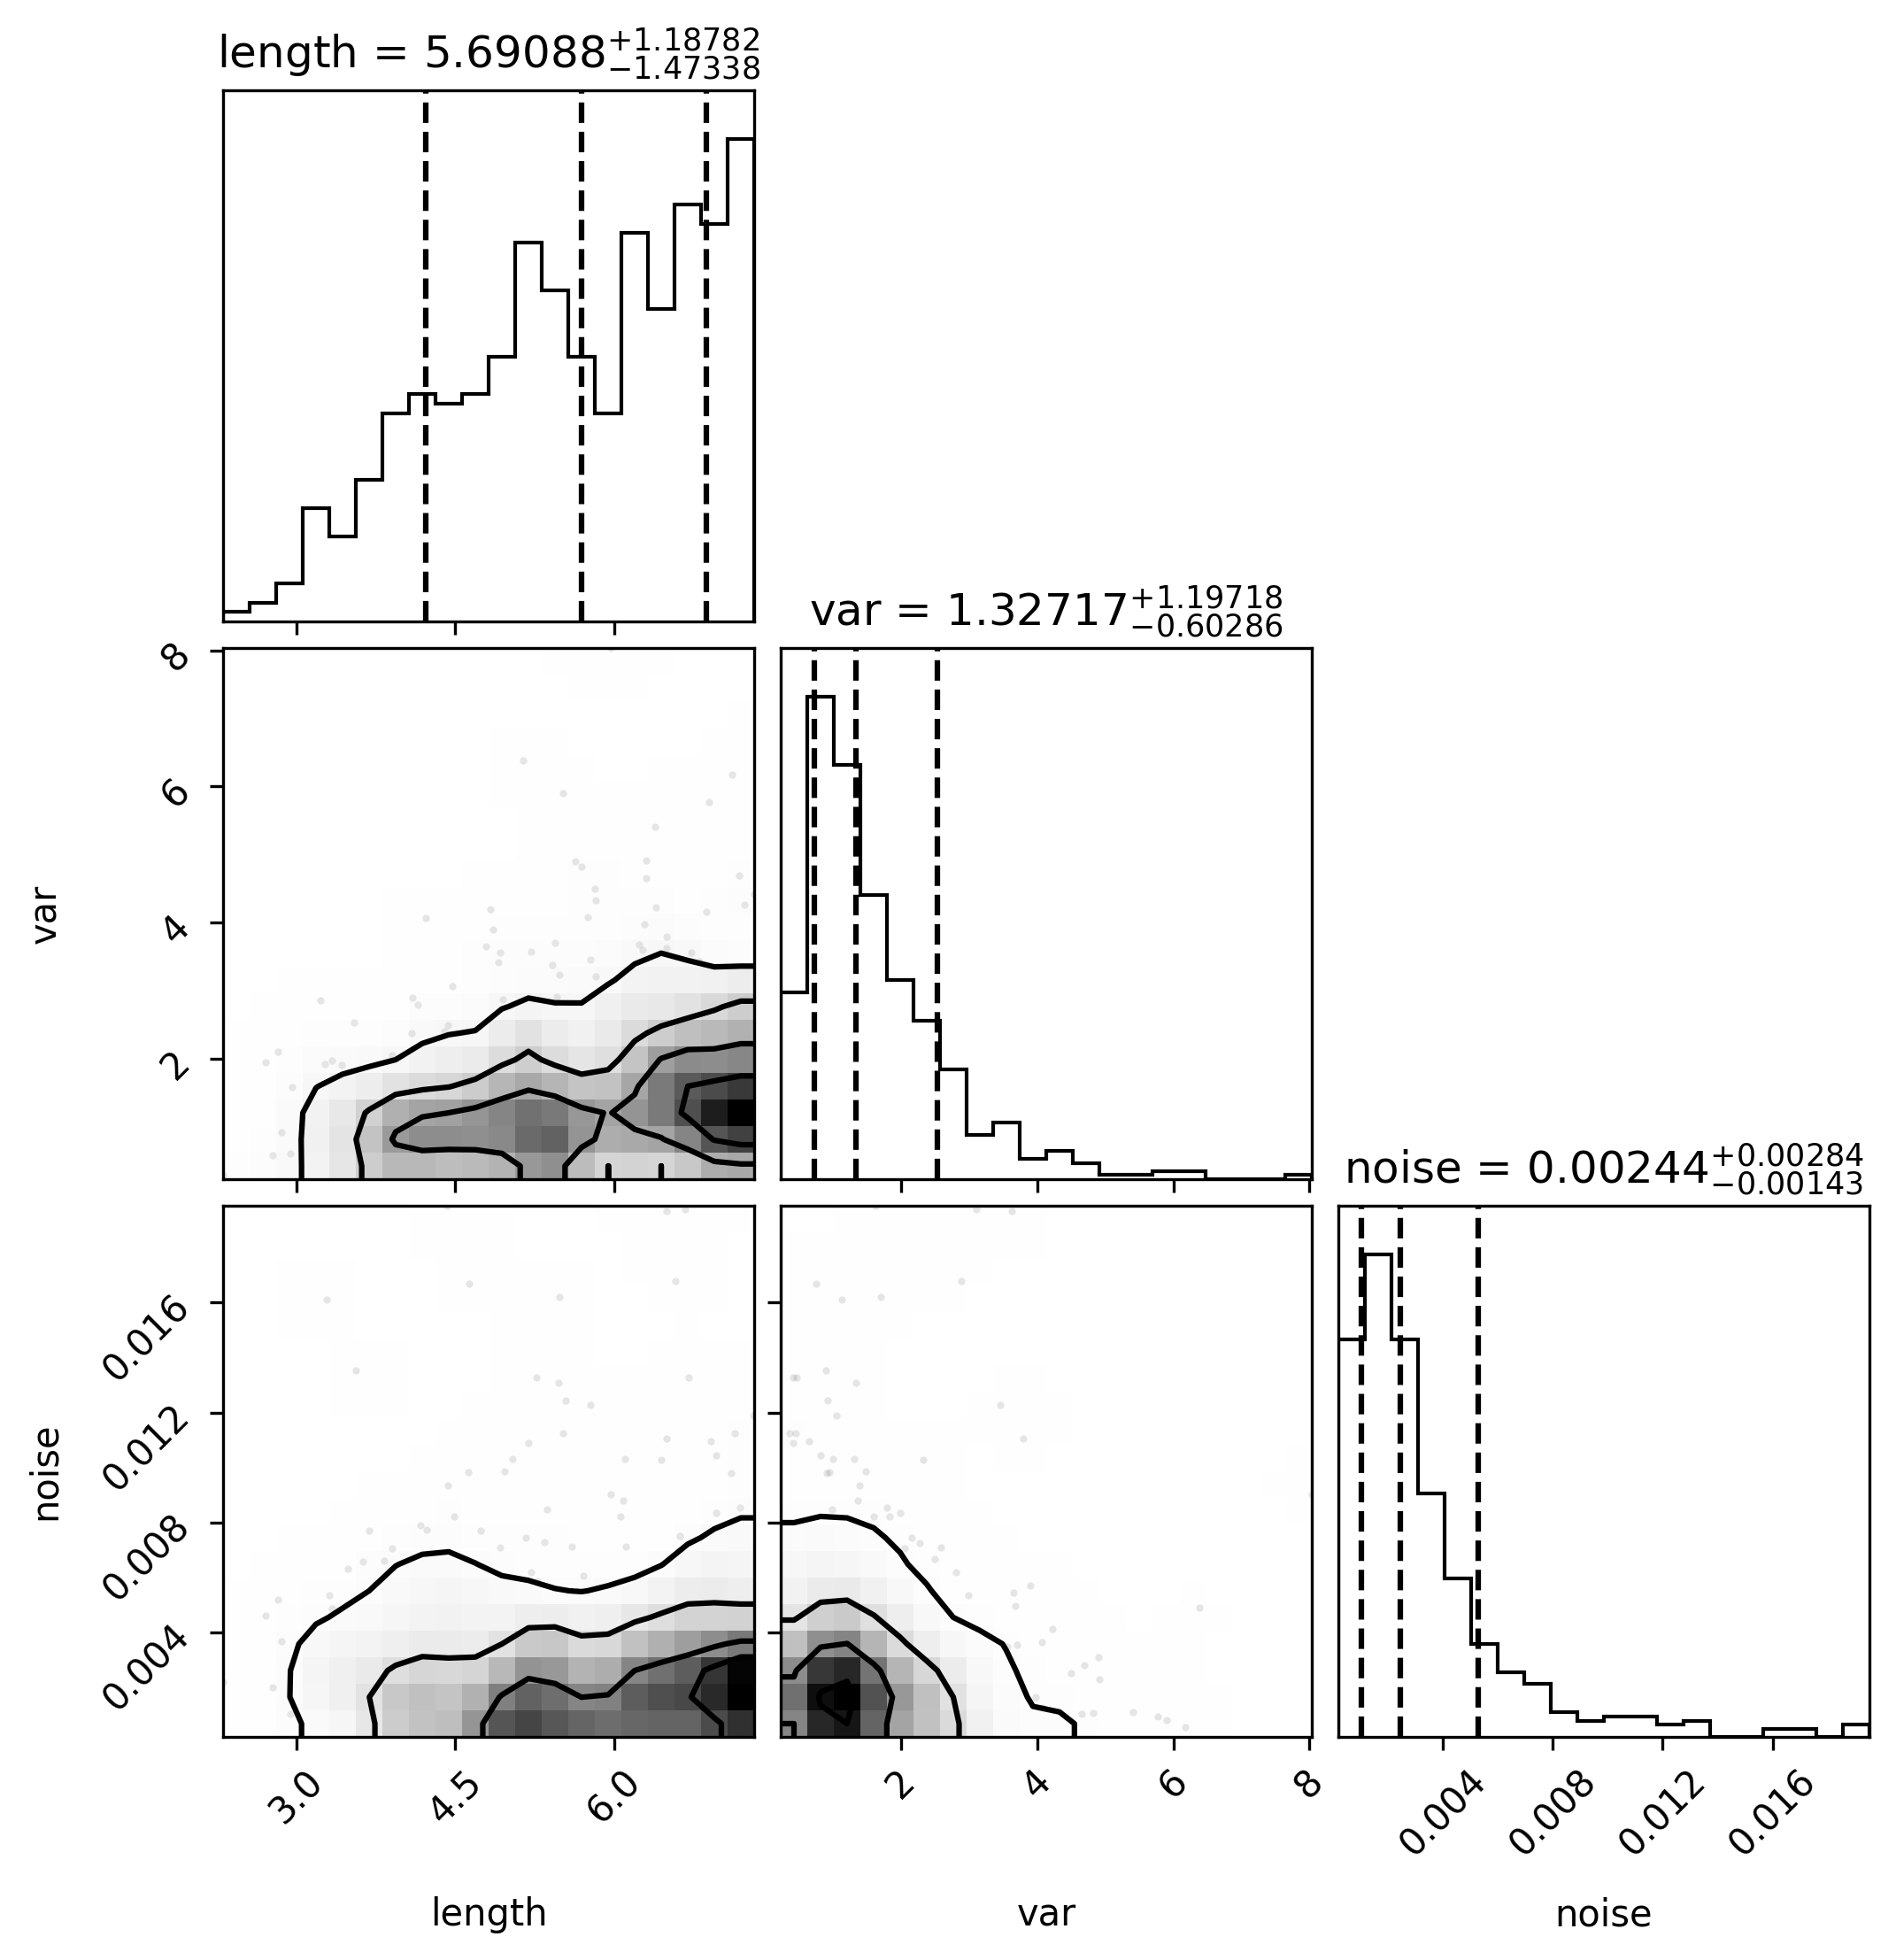 length = 5.69088 +1.18782 −1.47338
var = 1.32717 +1.19718 −0.60286
8
6
4
2
var
noise = 0.00244 +0.00284 −0.00143
0.016
0.012
0.008
0.004
noise
3.0 4.5 6.0 2 4 6 8 0.004 0.008 0.012 0.016
length var noise